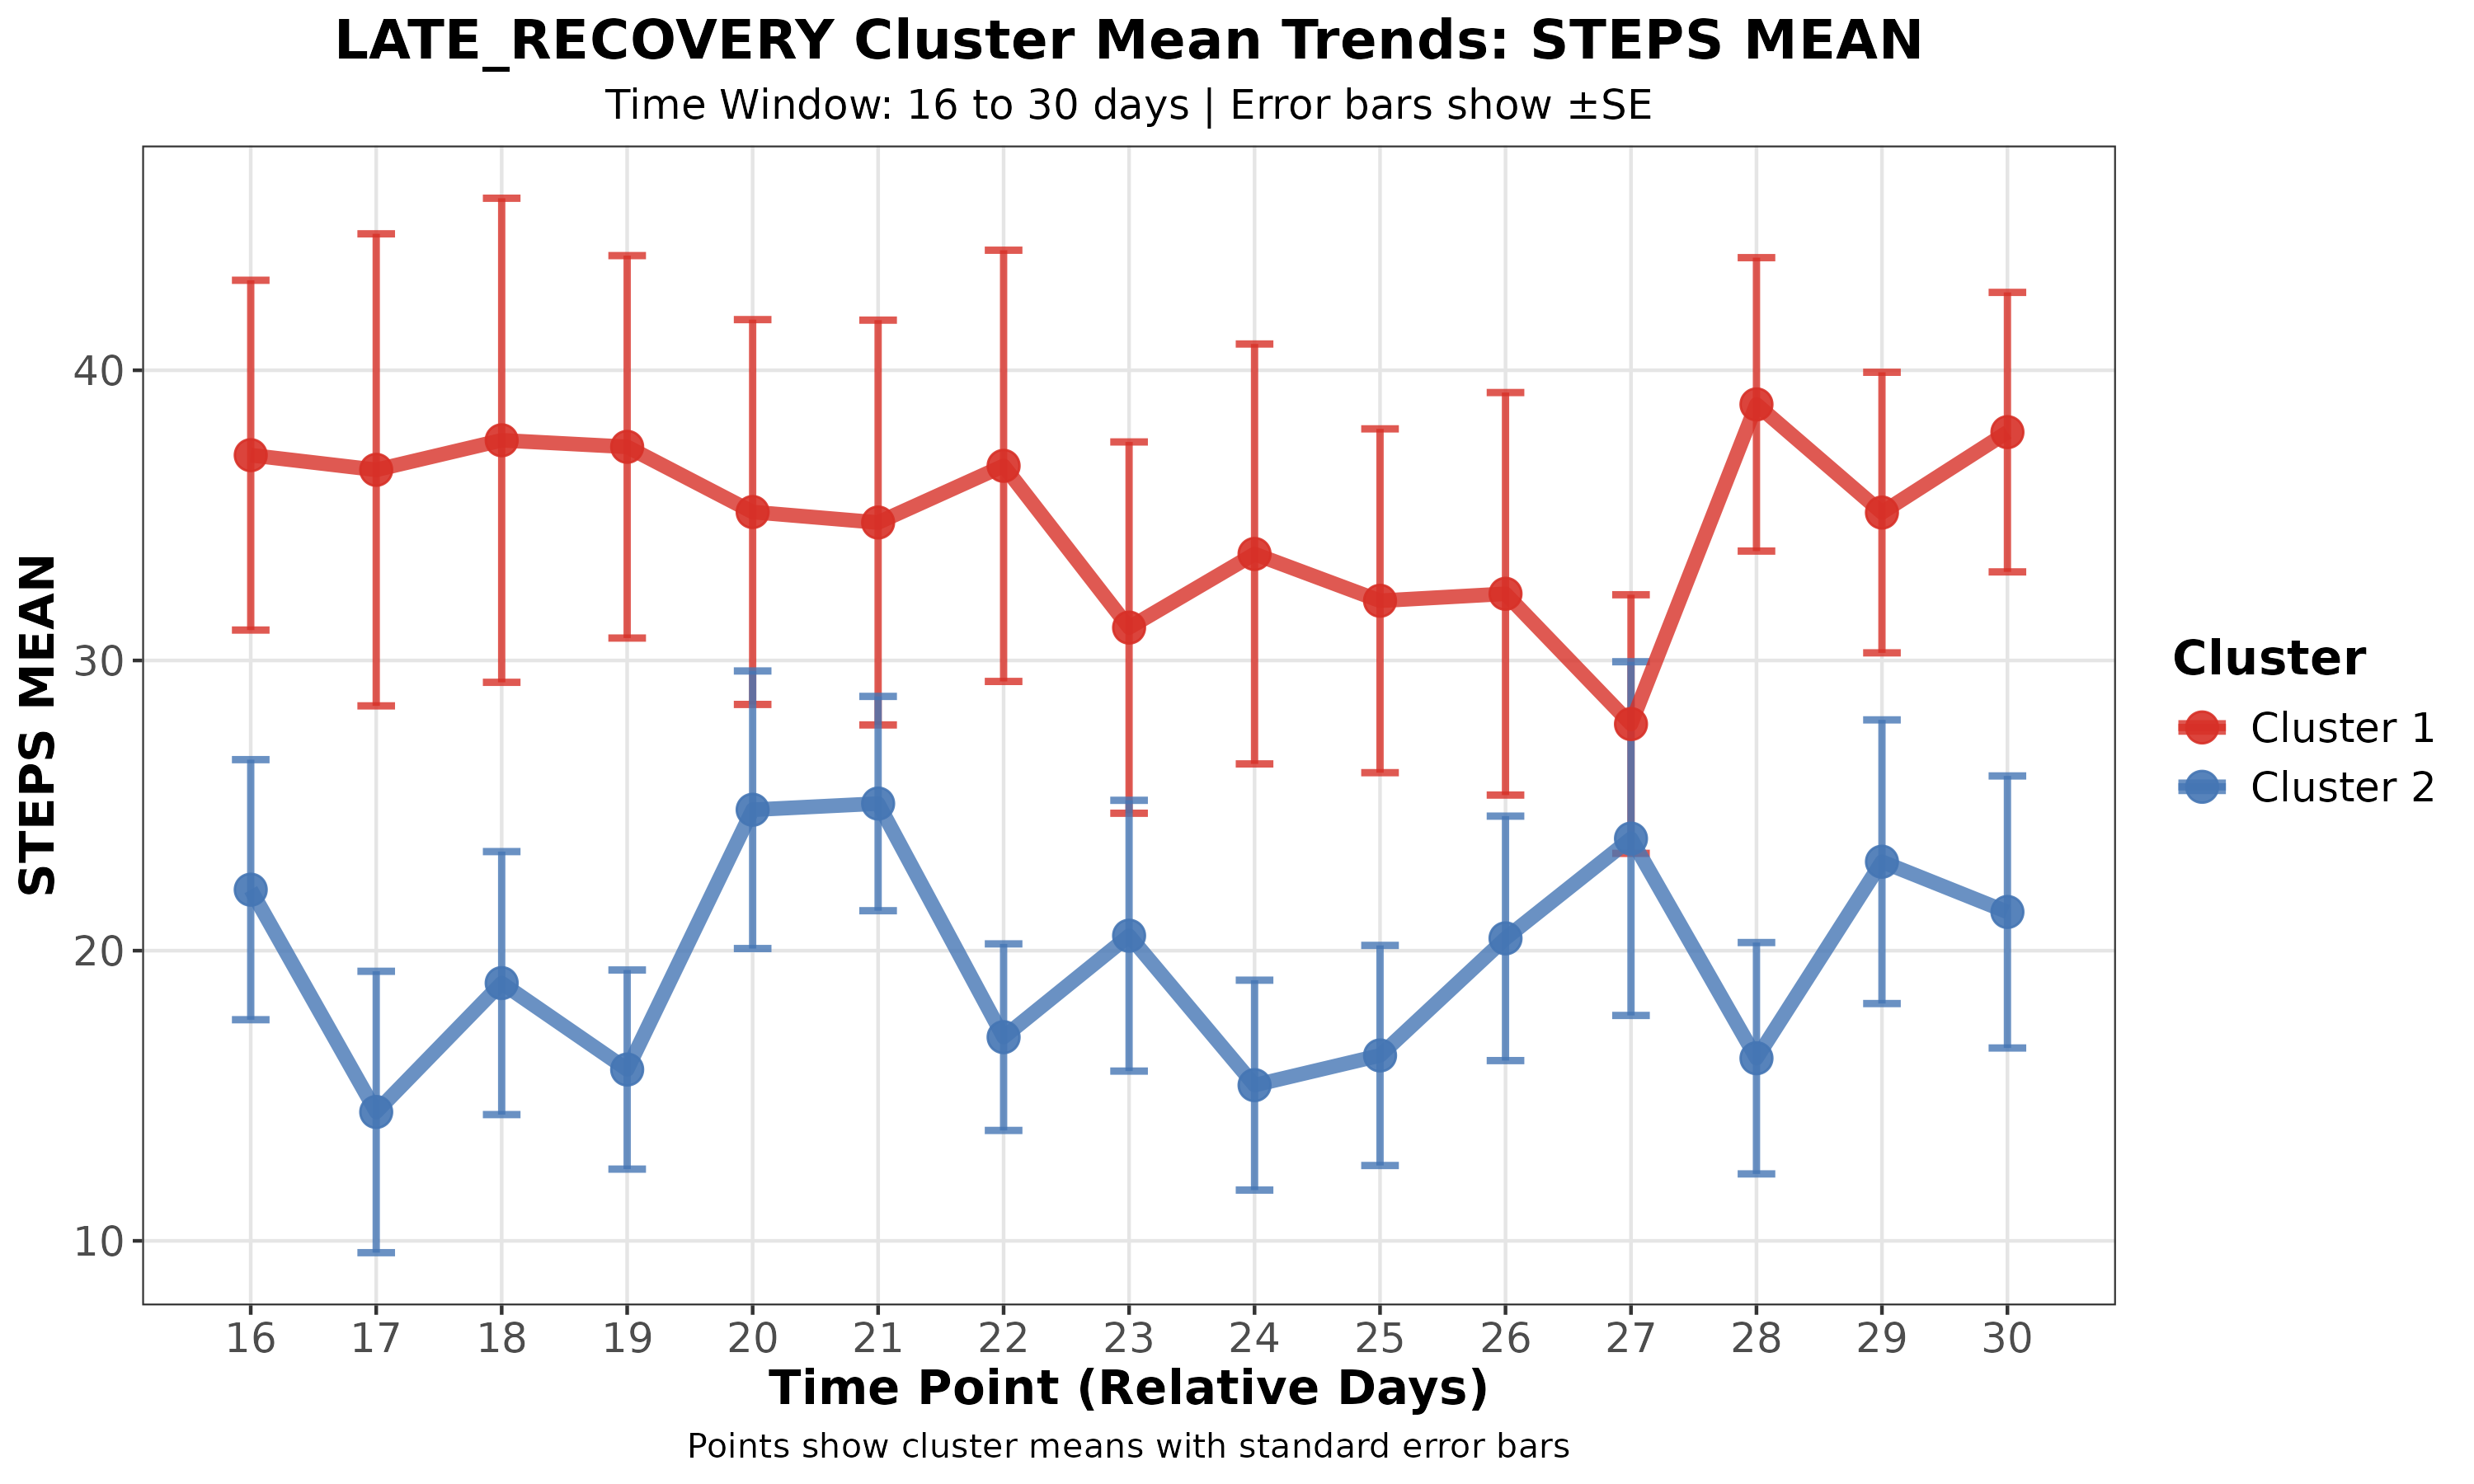 LATE_RECOVERY Cluster Mean Trends: STEPS MEAN
Time Window: 16 to 30 days | Error bars show ±SE
STEPS MEAN
40
30
20
10
16 17 18 19 20 21 22 23 24 25 26 27 28 29 30
Time Point (Relative Days)
Points show cluster means with standard error bars
Cluster
Cluster 1
Cluster 2